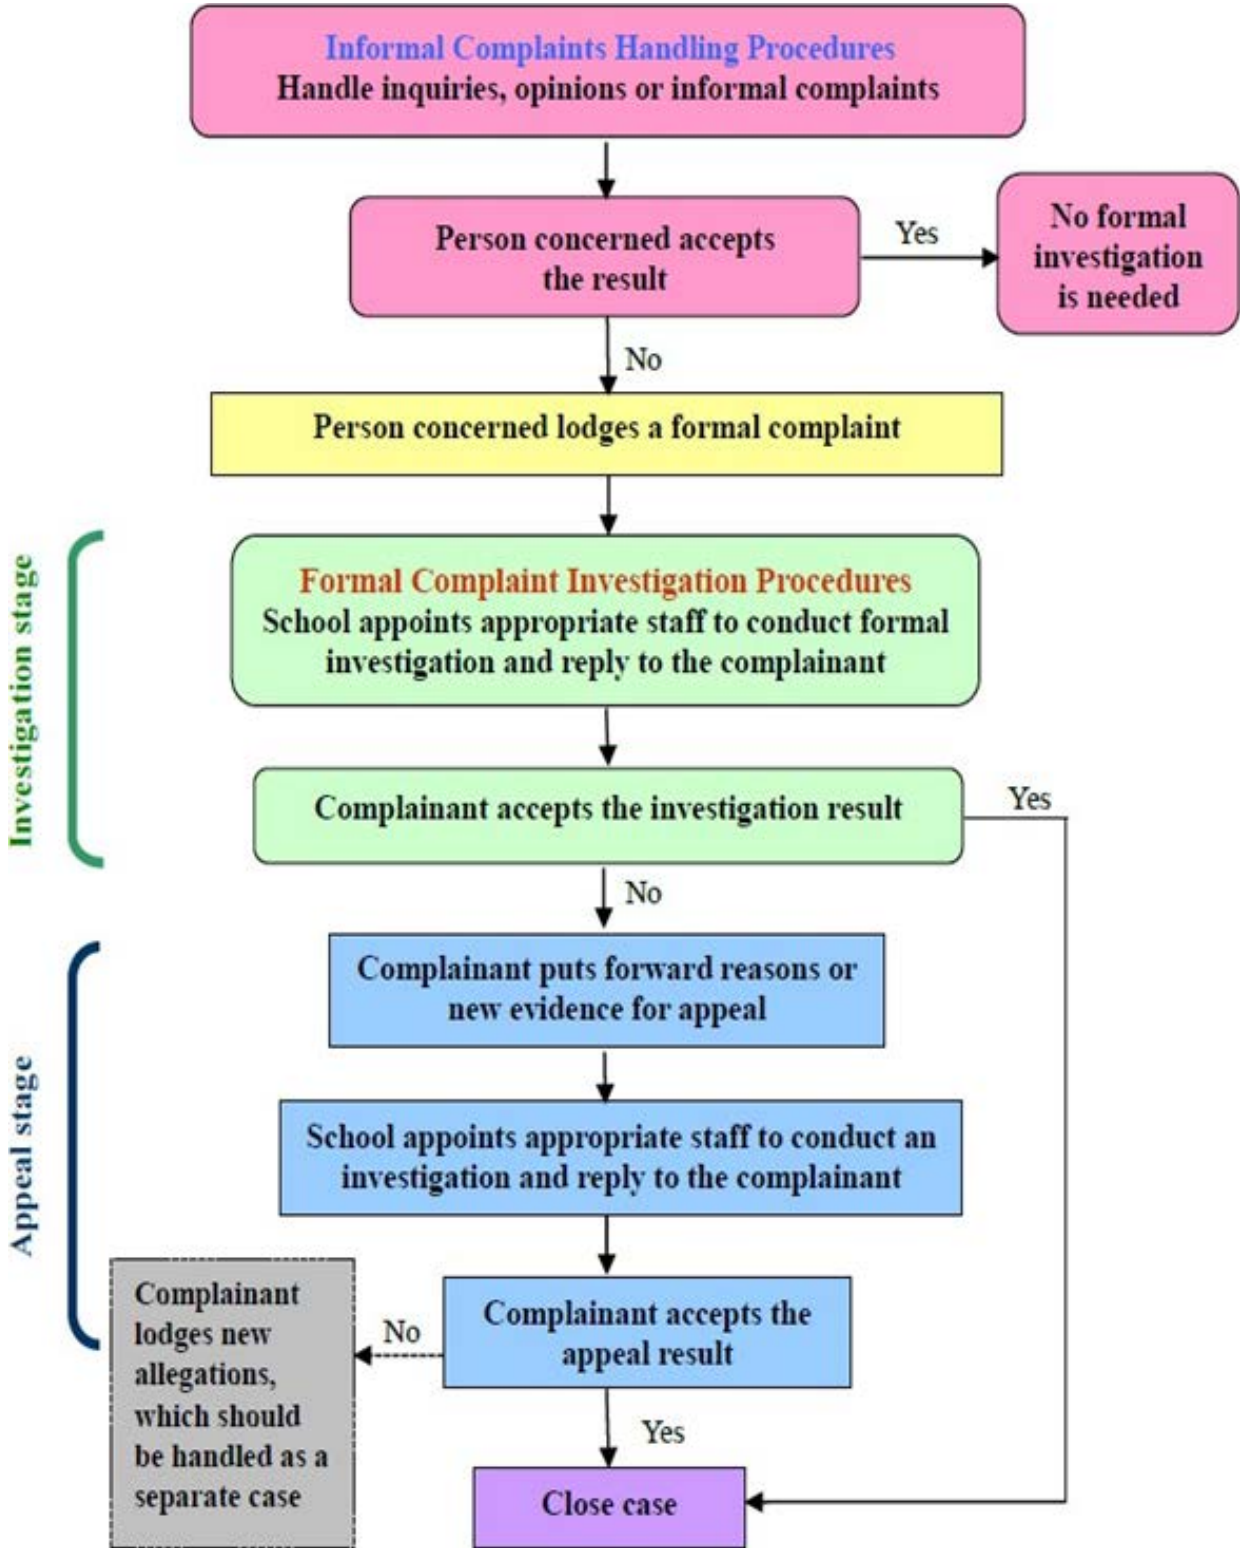 Informal Complaints Handling Procedures
Handle inquiries, opinions or informal complaints
Person concerned accepts
the result
Yes
No formal
investigation
is needed
No
Person concerned lodges a formal complaint
Investigation stage
Formal Complaint Investigation Procedures
School appoints appropriate staff to conduct formal
investigation and reply to the complainant
Complainant accepts the investigation result
Yes
No
Appeal stage
Complainant puts forward reasons or
new evidence for appeal
School appoints appropriate staff to conduct an
investigation and reply to the complainant
Complainant accepts the
appeal result
No
Complainant
lodges new
allegations,
which should
be handled as a
separate case
Yes
Close case